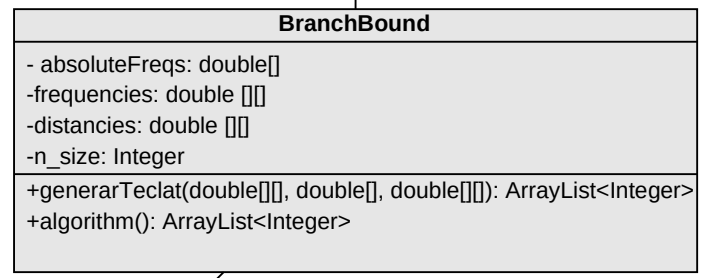 BranchBound
- absoluteFreqs: double[]
-frequencies: double [][]
-distancies: double [][]
-n_size: Integer
+generarTeclat(double[][], double[], double[][]): ArrayList<Integer>
+algorithm(): ArrayList<Integer>